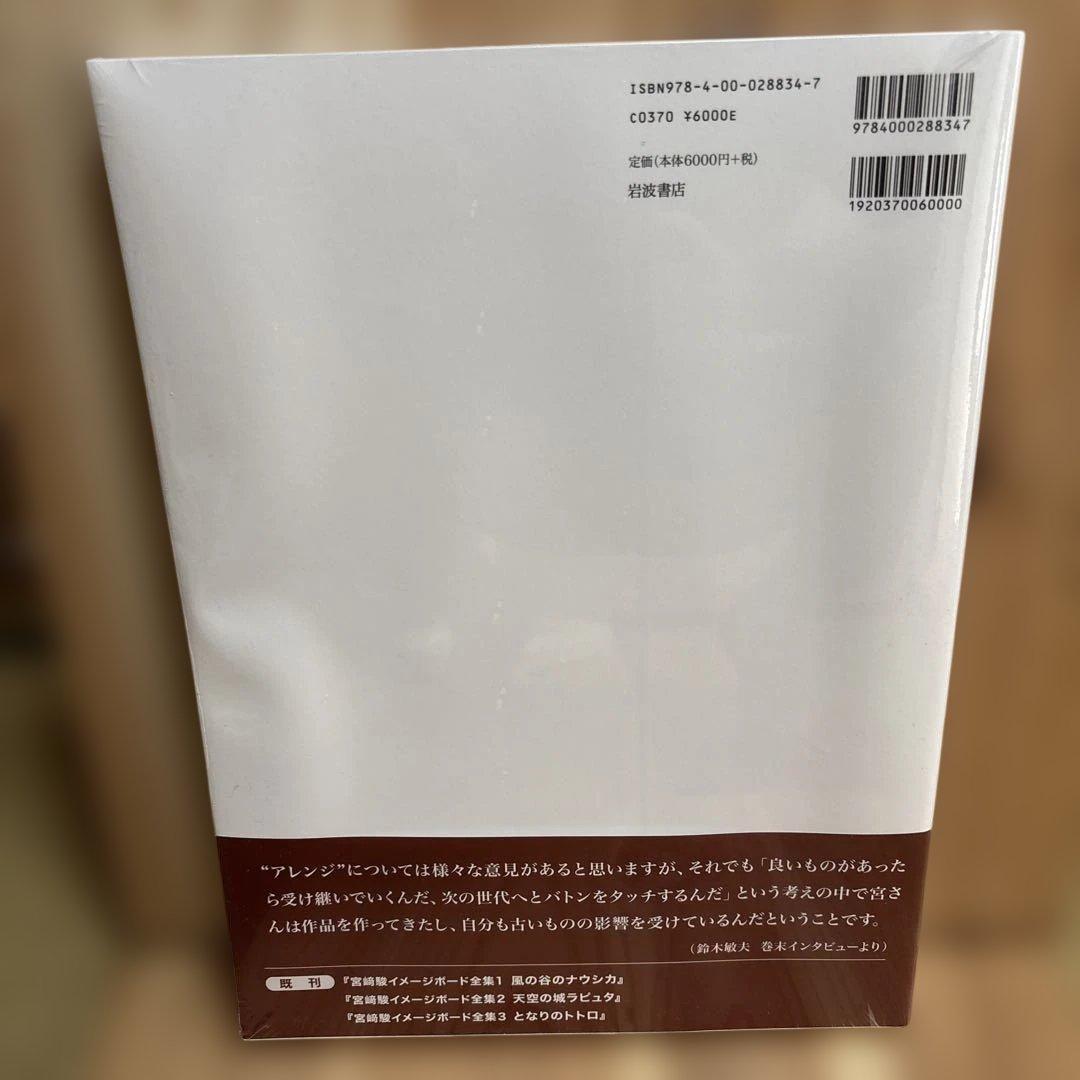 ISBN978-4-00-028834-7
C0370 ¥6000E
定価(本体6000円+税)
岩波書店
9784000288347
1920370060000
“アレンジ”については様々な意見があると思いますが、それでも「良いものがあった
ら受け継いでいくんだ、次の世代へとバトンをタッチするんだ」という考えの中で宮さ
んは作品を作ってきたし、自分も古いものの影響を受けているんだということです。
(鈴木敏夫 巻末インタビューより)
既 刊 『宮﨑駿イメージボード全集1 風の谷のナウシカ』
『宮﨑駿イメージボード全集2 天空の城ラピュタ』
『宮﨑駿イメージボード全集3 となりのトトロ』